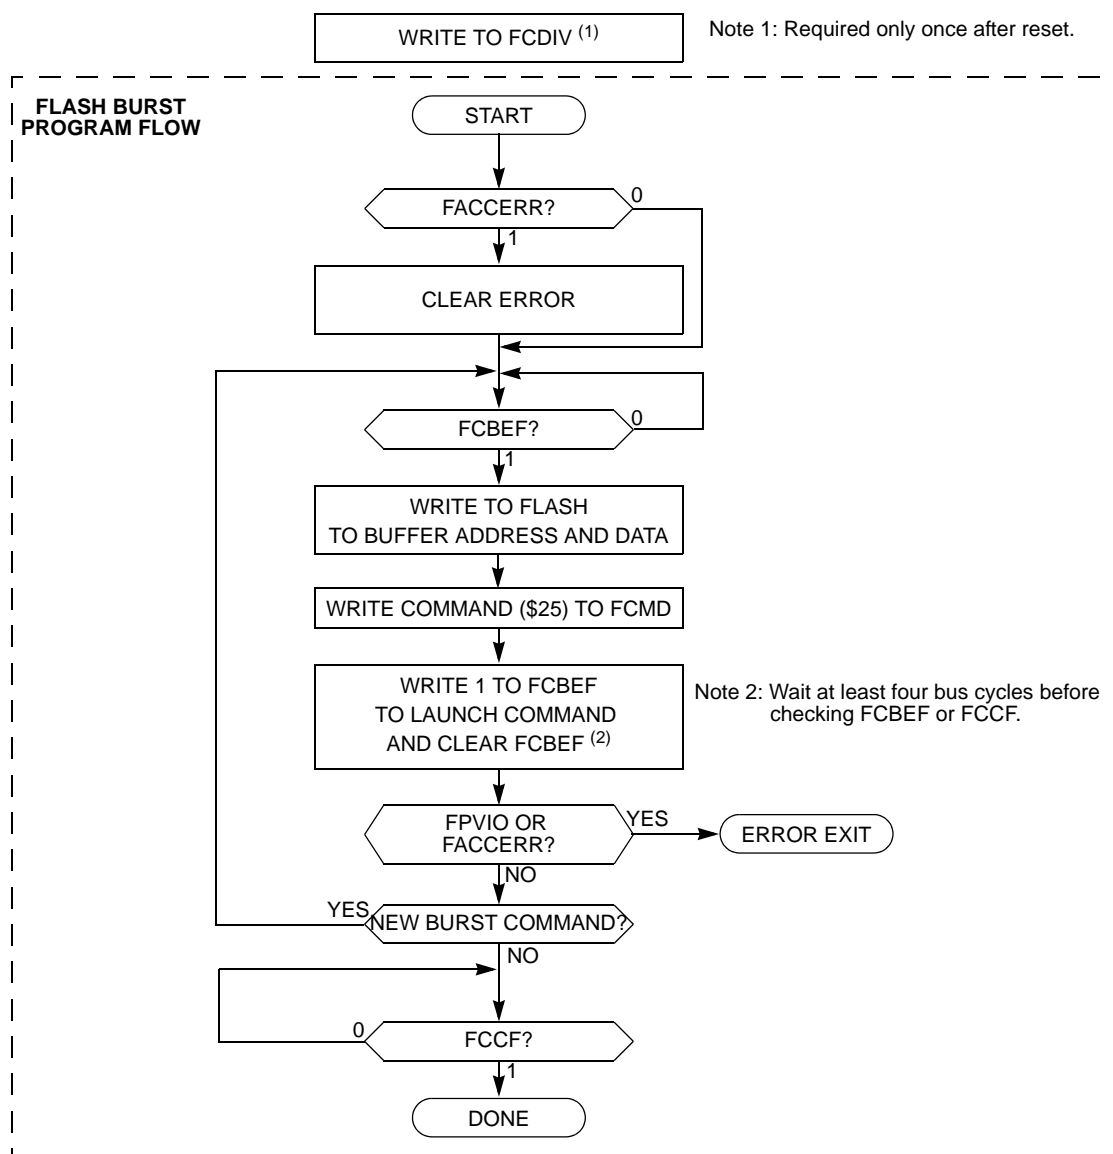 WRITE TO FCDIV (1)
Note 1: Required only once after reset.
FLASH BURST
PROGRAM FLOW
START
FACCERR?
0
1
CLEAR ERROR
FCBEF?
0
1
WRITE TO FLASH
TO BUFFER ADDRESS AND DATA
WRITE COMMAND ($25) TO FCMD
WRITE 1 TO FCBEF
TO LAUNCH COMMAND
AND CLEAR FCBEF (2)
Note 2: Wait at least four bus cycles before
checking FCBEF or FCCF.
FPVIO OR
FACCERR?
YES
ERROR EXIT
NO
YES
NEW BURST COMMAND?
NO
0
FCCF?
1
DONE